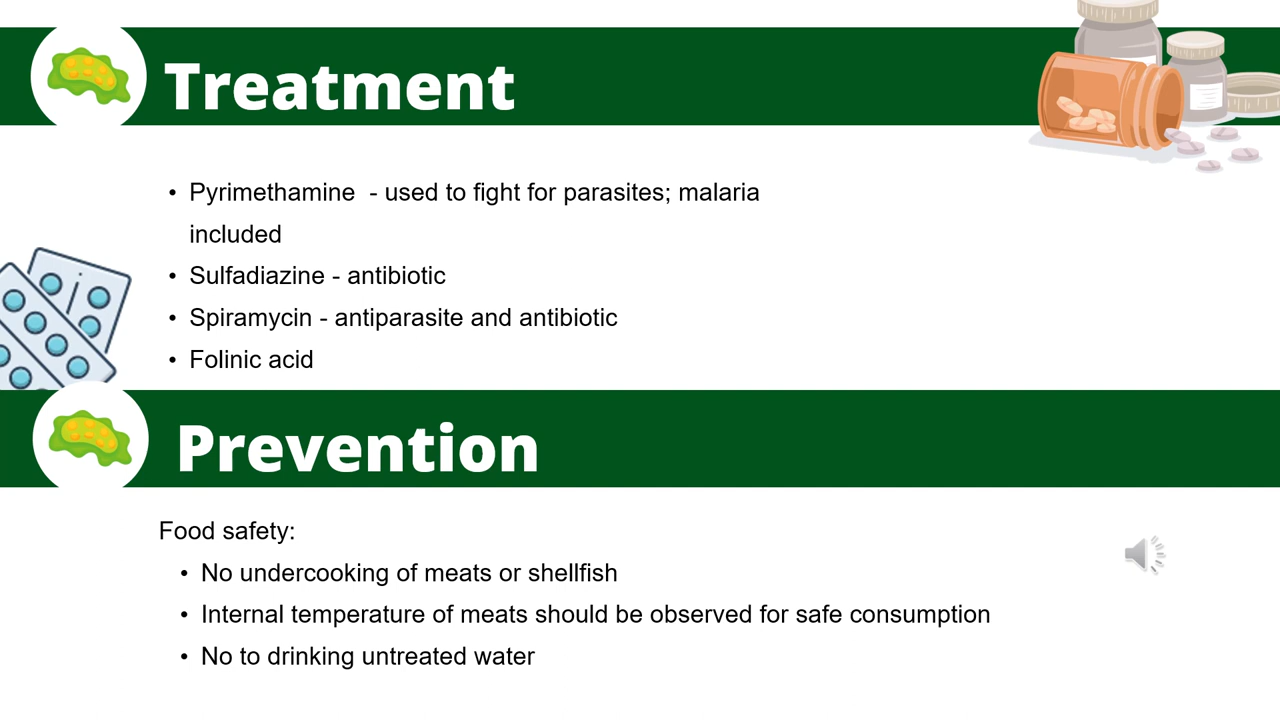 Treatment
• Pyrimethamine - used to fight for parasites; malaria
included
• Sulfadiazine - antibiotic
• Spiramycin - antiparasite and antibiotic
• Folinic acid
Prevention
Food safety:
• No undercooking of meats or shellfish
• Internal temperature of meats should be observed for safe consumption
• No to drinking untreated water